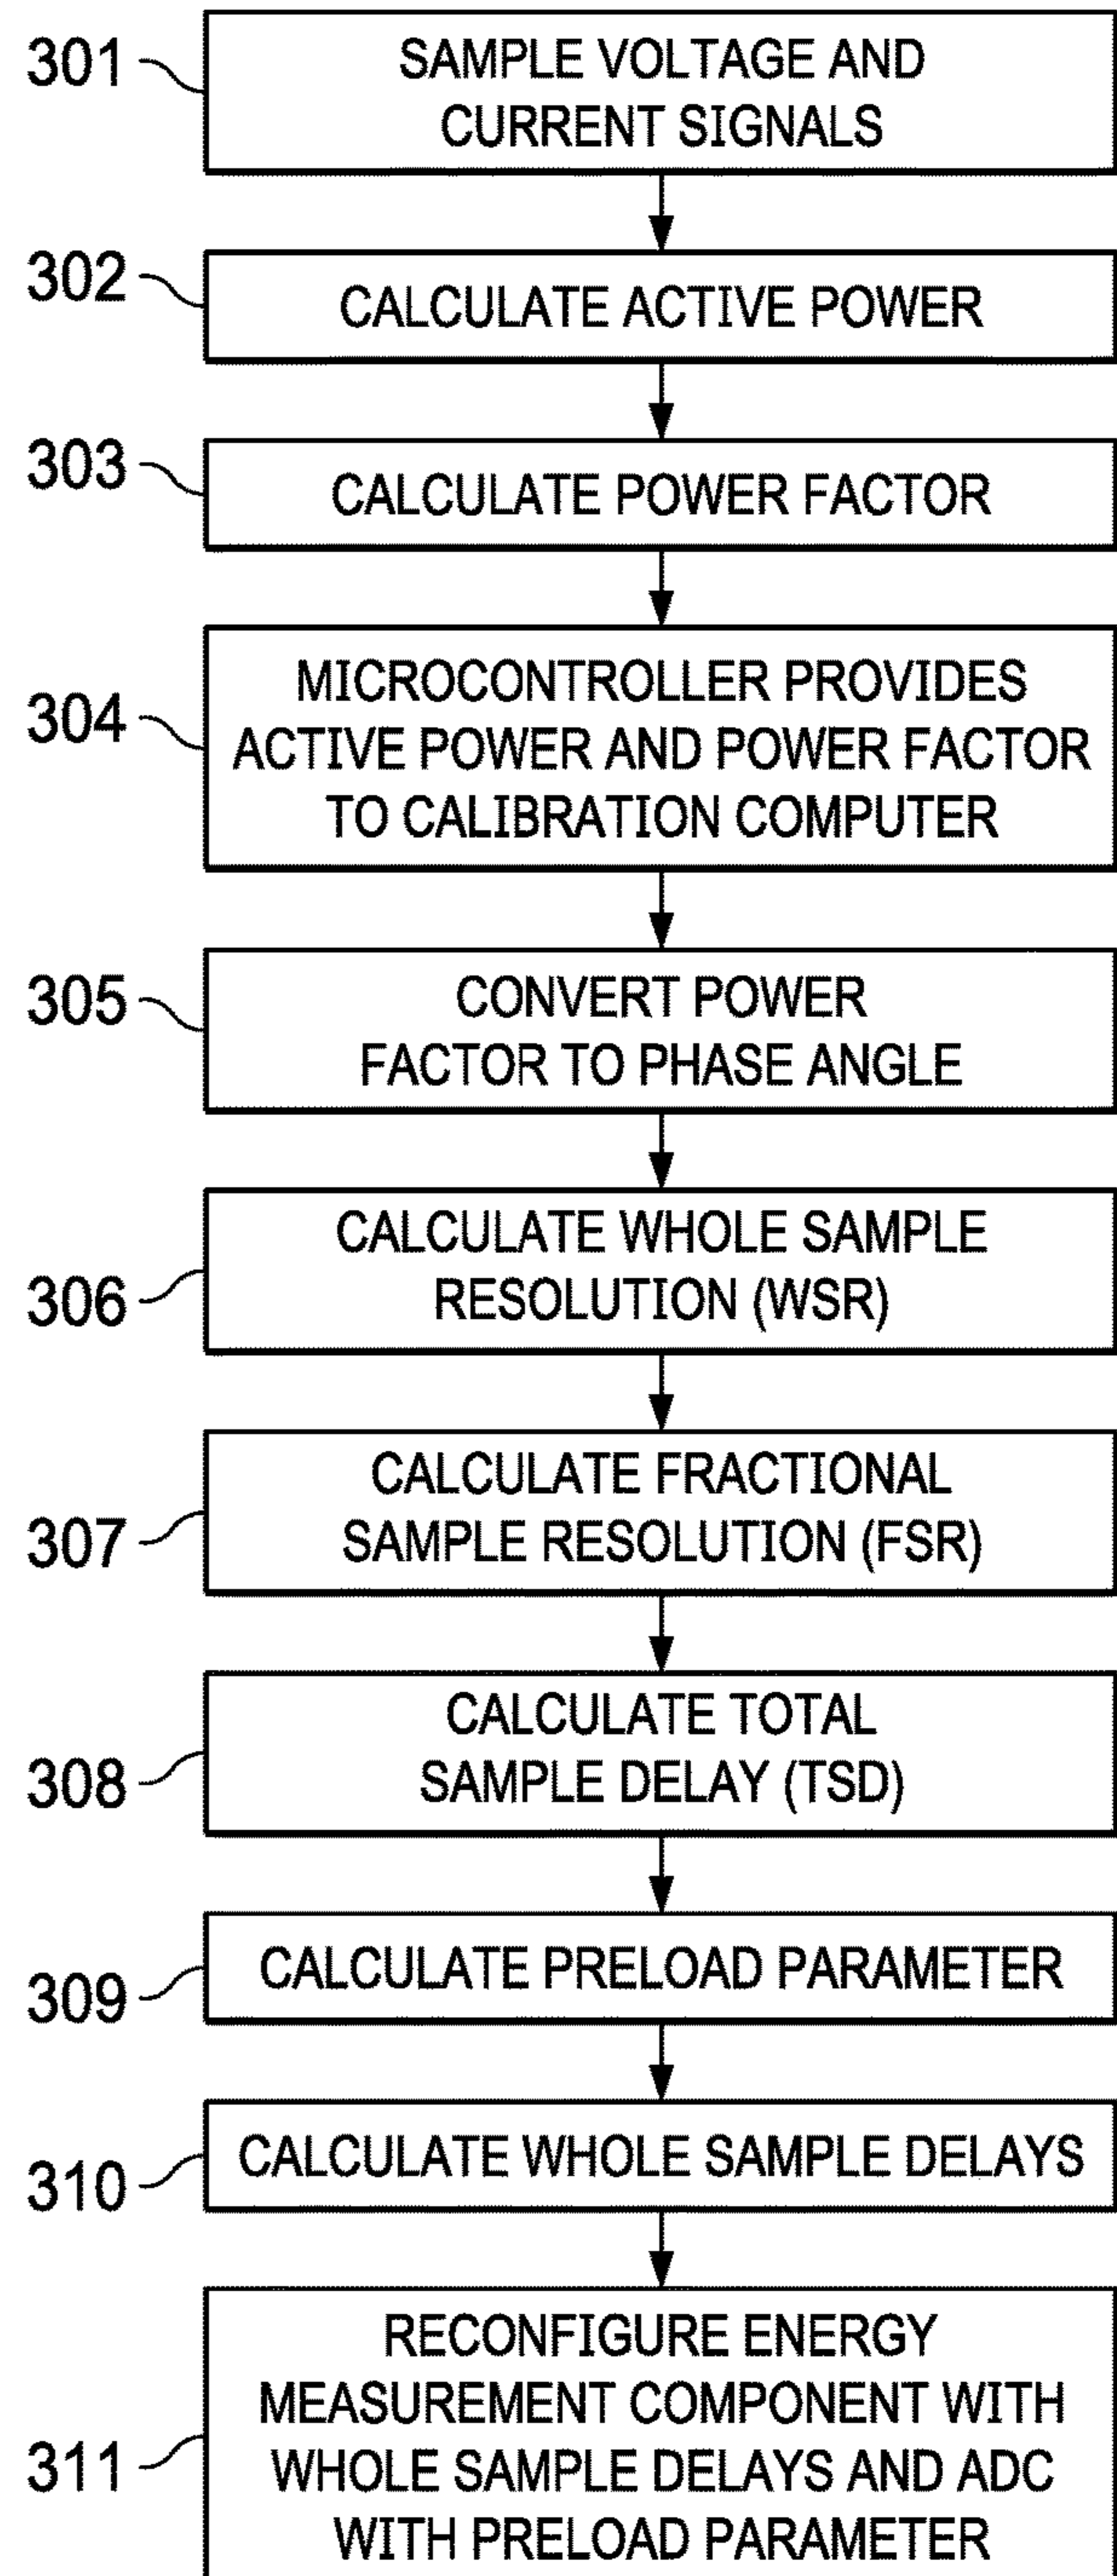 301
SAMPLE VOLTAGE AND
CURRENT SIGNALS
302
CALCULATE ACTIVE POWER
303
CALCULATE POWER FACTOR
304
MICROCONTROLLER PROVIDES
ACTIVE POWER AND POWER FACTOR
TO CALIBRATION COMPUTER
305
CONVERT POWER
FACTOR TO PHASE ANGLE
306
CALCULATE WHOLE SAMPLE
RESOLUTION (WSR)
307
CALCULATE FRACTIONAL
SAMPLE RESOLUTION (FSR)
308
CALCULATE TOTAL
SAMPLE DELAY (TSD)
309
CALCULATE PRELOAD PARAMETER
310
CALCULATE WHOLE SAMPLE DELAYS
311
RECONFIGURE ENERGY
MEASUREMENT COMPONENT WITH
WHOLE SAMPLE DELAYS AND ADC
WITH PRELOAD PARAMETER